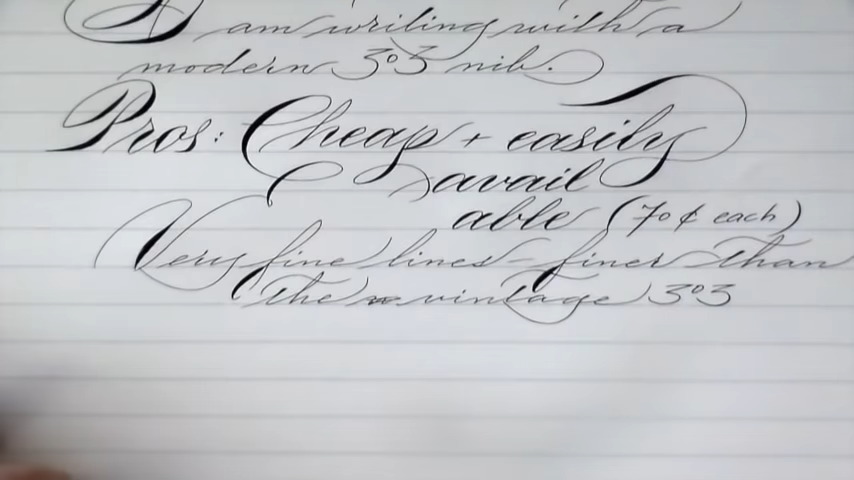 I am writing with a
modern 303 nib.
Pros: Cheap + easily
avail
able (70¢ each)
Very fine lines - finer than
the vintage 303